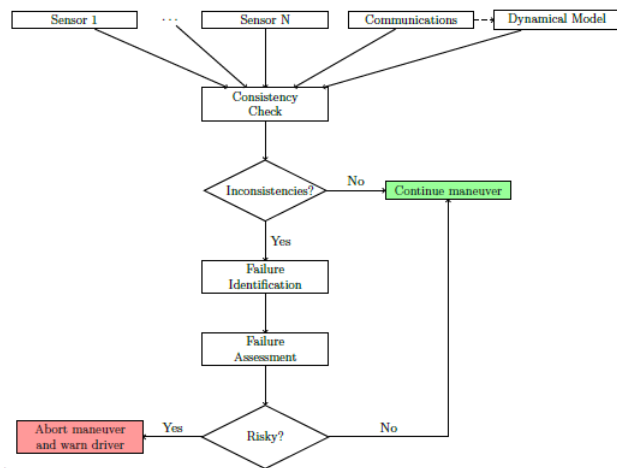 Sensor 1
...
Sensor N
Communications
Dynamical Model
Consistency
Check
Inconsistencies?
No
Continue maneuver
Yes
Failure
Identification
Failure
Assessment
Abort maneuver
and warn driver
Yes
Risky?
No